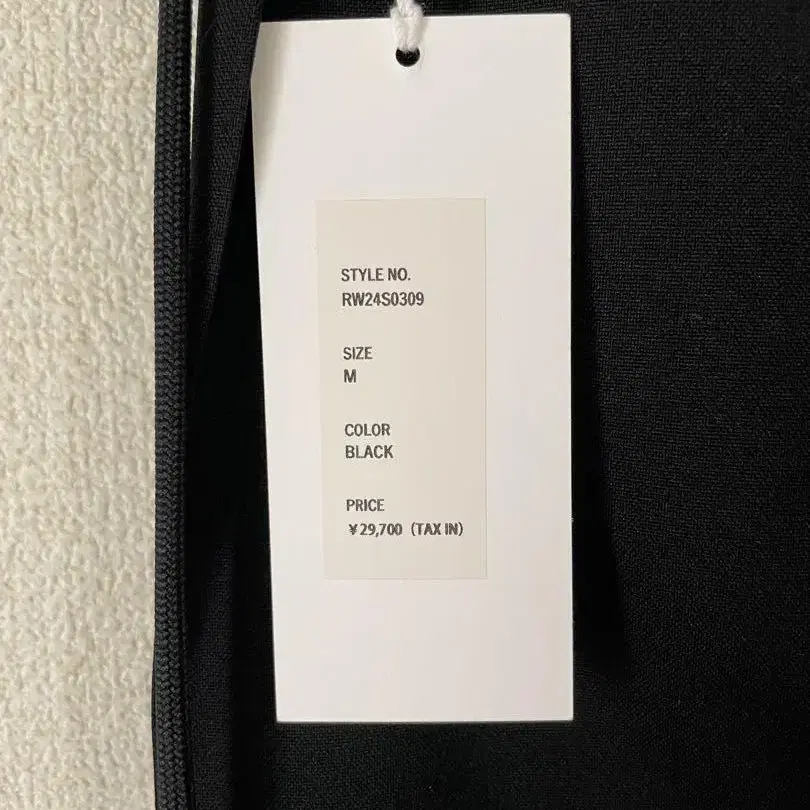 STYLE NO.
RW24S0309
SIZE
M
COLOR
BLACK
PRICE
¥29,700 (TAX IN)